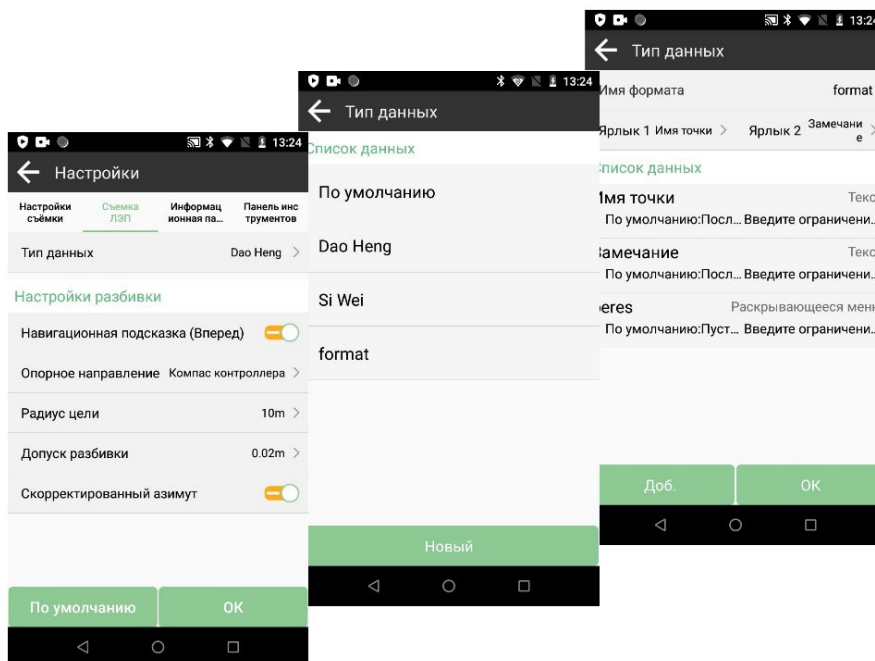 13:24
Настройки
Настройки съёмки
Съемка ЛЭП
Информац ионная па...
Панель инс трументов
Тип данных Dao Heng
Настройки разбивки
Навигационная подсказка (Вперед)
Опорное направление Компас контроллера
Радиус цели 10m
Допуск разбивки 0.02m
Скорректированный азимут
По умолчанию OK
13:24
Тип данных
Список данных
По умолчанию
Dao Heng
Si Wei
format
Новый
13:24
Тип данных
Имя формата format
Ярлык 1 Имя точки Ярлык 2 Замечани е
Список данных
Имя точки Текс
По умолчанию:Посл... Введите ограничени...
Замечание Текс
По умолчанию:Посл... Введите ограничени...
eres Раскрывающееся мен
По умолчанию:Пуст... Введите ограничени...
Доб. OK